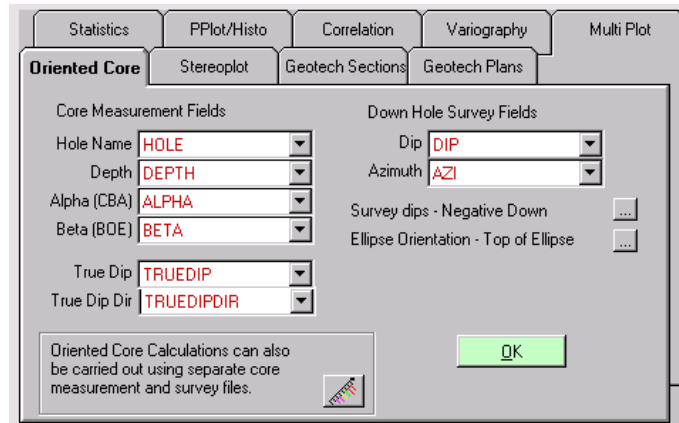 Statistics PPlot/Histo Correlation Variography Multi Plot
Oriented Core Stereoplot Geotech Sections Geotech Plans
Core Measurement Fields
Hole Name HOLE
Depth DEPTH
Alpha (CBA) ALPHA
Beta (BOE) BETA
True Dip TRUEDIP
True Dip Dir TRUEDIPDIR
Down Hole Survey Fields
Dip DIP
Azimuth AZI
Survey dips - Negative Down ...
Ellipse Orientation - Top of Ellipse ...
Oriented Core Calculations can also
be carried out using separate core
measurement and survey files.
OK